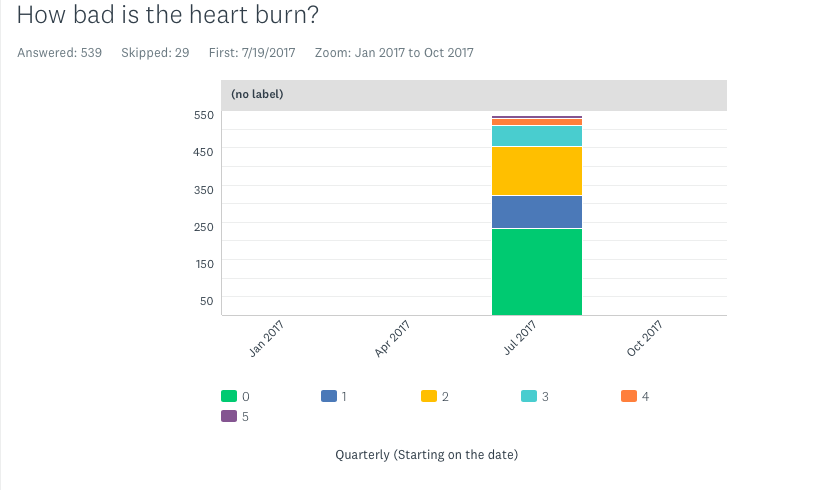 How bad is the heart burn?
Answered: 539 Skipped: 29 First: 7/19/2017 Zoom: Jan 2017 to Oct 2017
(no label)
550
450
350
250
150
50
Jan 2017 Apr 2017 Jul 2017 Oct 2017
0 1 2 3 4
5
Quarterly (Starting on the date)